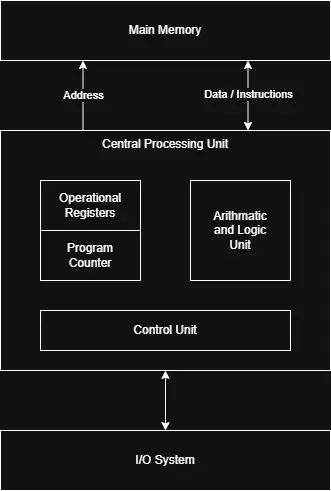 Main Memory
Address
Data / Instructions
Central Processing Unit
Operational
Registers
Program
Counter
Arithmatic
and Logic
Unit
Control Unit
I/O System